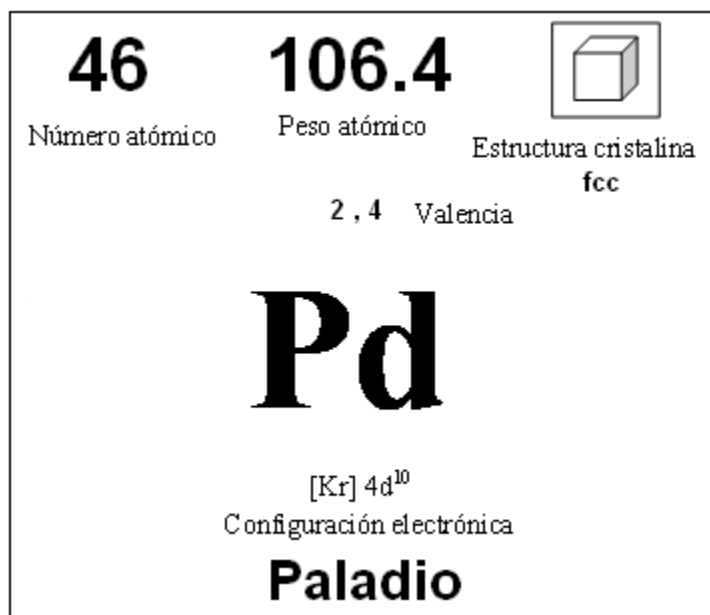 46 106.4
Número atómico Peso atómico Estructura cristalina
fcc
2 , 4 Valencia
Pd
[Kr] 4d¹⁰
Configuración electrónica
Paladio